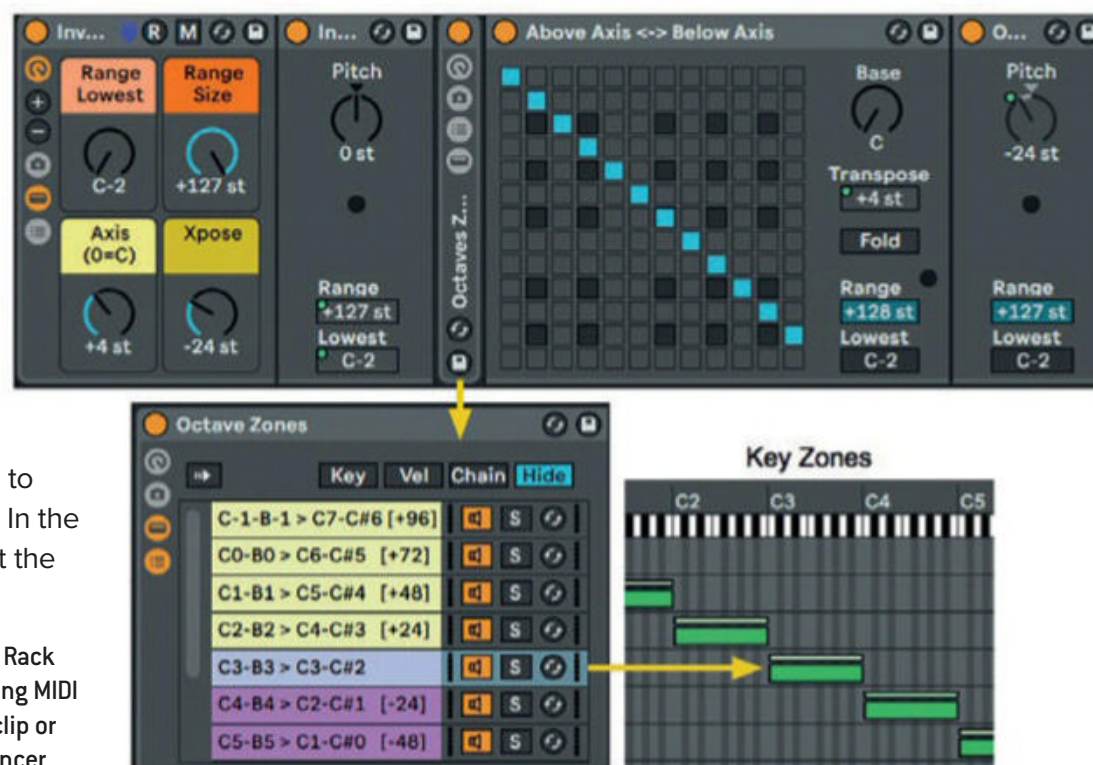 Inv... R M
Range Lowest
Range Size
C-2
+127 st
Axis (0=C)
Xpose
+4 st
-24 st
In...
Pitch
0 st
Range
+127 st
Lowest
C-2
Octaves Z...
Above Axis <-> Below Axis
Base
C
Transpose
+4 st
Fold
Range
+128 st
Lowest
C-2
O...
Pitch
-24 st
Range
+127 st
Lowest
C-2
to
In the
t the
Rack
ng MIDI
clip or
ncer
Octave Zones
Key Vel Chain Hide
C-1-B-1 > C7-C#6 [+96] S
C0-B0 > C6-C#5 [+72] S
C1-B1 > C5-C#4 [+48] S
C2-B2 > C4-C#3 [+24] S
C3-B3 > C3-C#2 S
C4-B4 > C2-C#1 [-24] S
C5-B5 > C1-C#0 [-48] S
Key Zones
C2 C3 C4 C5